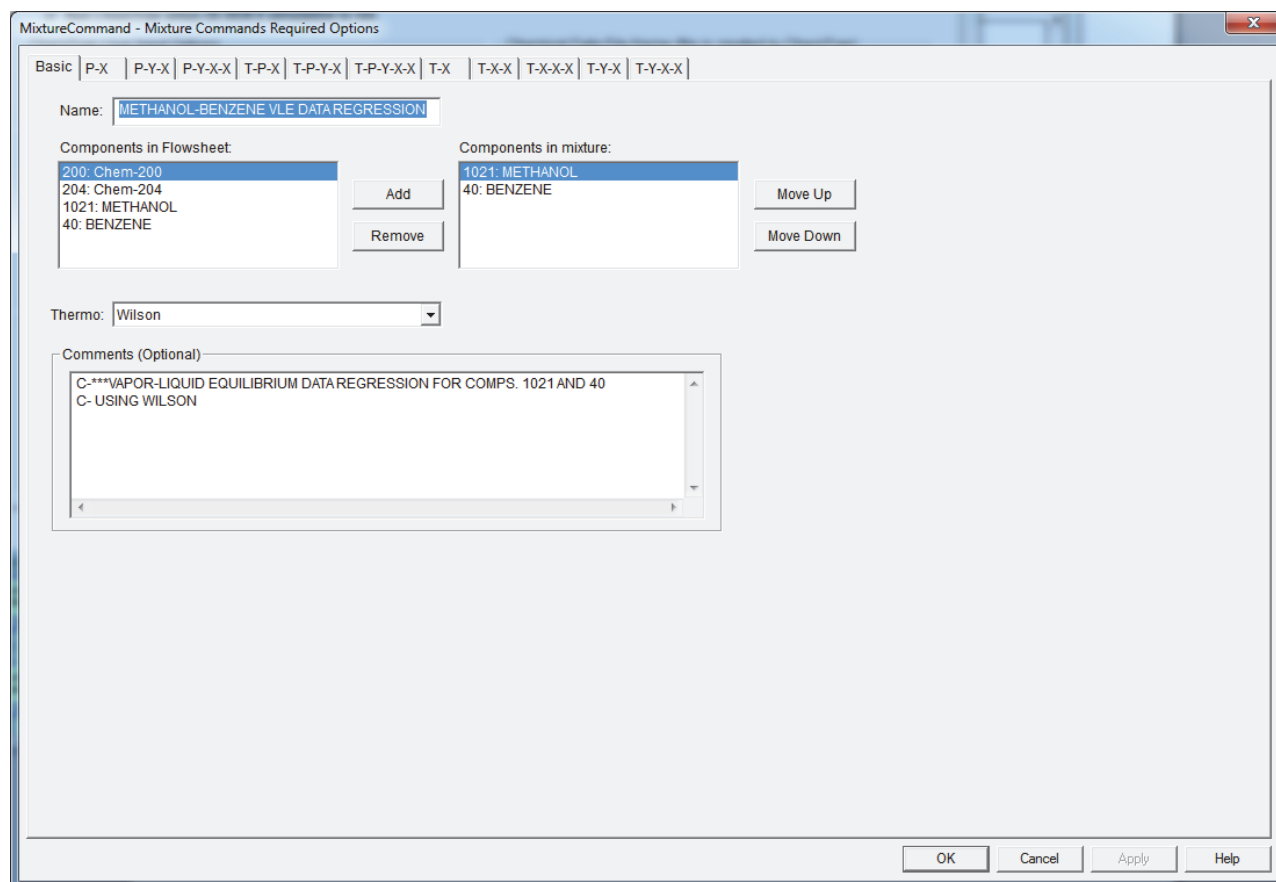 MixtureCommand - Mixture Commands Required Options
X
Basic P-X P-Y-X P-Y-X-X T-P-X T-P-Y-X T-P-Y-X-X T-X T-X-X T-X-X-X T-Y-X T-Y-X-X
Name: METHANOL-BENZENE VLE DATA REGRESSION
Components in Flowsheet:
200: Chem-200
204: Chem-204
1021: METHANOL
40: BENZENE
Add
Remove
Components in mixture:
1021: METHANOL
40: BENZENE
Move Up
Move Down
Thermo: Wilson
Comments (Optional)
C-***VAPOR-LIQUID EQUILIBRIUM DATA REGRESSION FOR COMPS. 1021 AND 40
C- USING WILSON
OK Cancel Apply Help